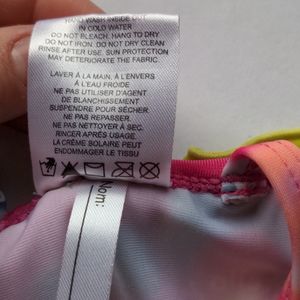 HAND WASH INSIDE OUT
IN COLD WATER
DO NOT BLEACH. HANG TO DRY
DO NOT IRON. DO NOT DRY CLEAN
RINSE AFTER USE. SUN PROTECTION
MAY DETERIORATE THE FABRIC.
LAVER À LA MAIN, À L'ENVERS
À L'EAU FROIDE
NE PAS UTILISER D'AGENT
DE BLANCHISSEMENT
SUSPENDRE POUR SÉCHER.
NE PAS REPASSER.
NE PAS NETTOYER À SEC.
RINCER APRÈS USAGE.
LA CRÈME SOLAIRE PEUT
ENDOMMAGER LE TISSU
Nom: